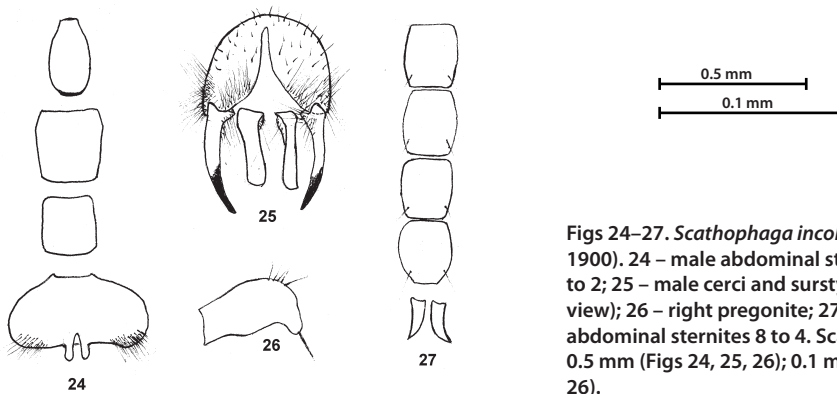 0.5 mm
0.1 mm
25
26
27
24
Figs 24–27. Scathophaga incol
1900). 24 – male abdominal st
to 2; 25 – male cerci and sursty
view); 26 – right pregonite; 27
abdominal sternites 8 to 4. Sc
0.5 mm (Figs 24, 25, 26); 0.1 m
26).